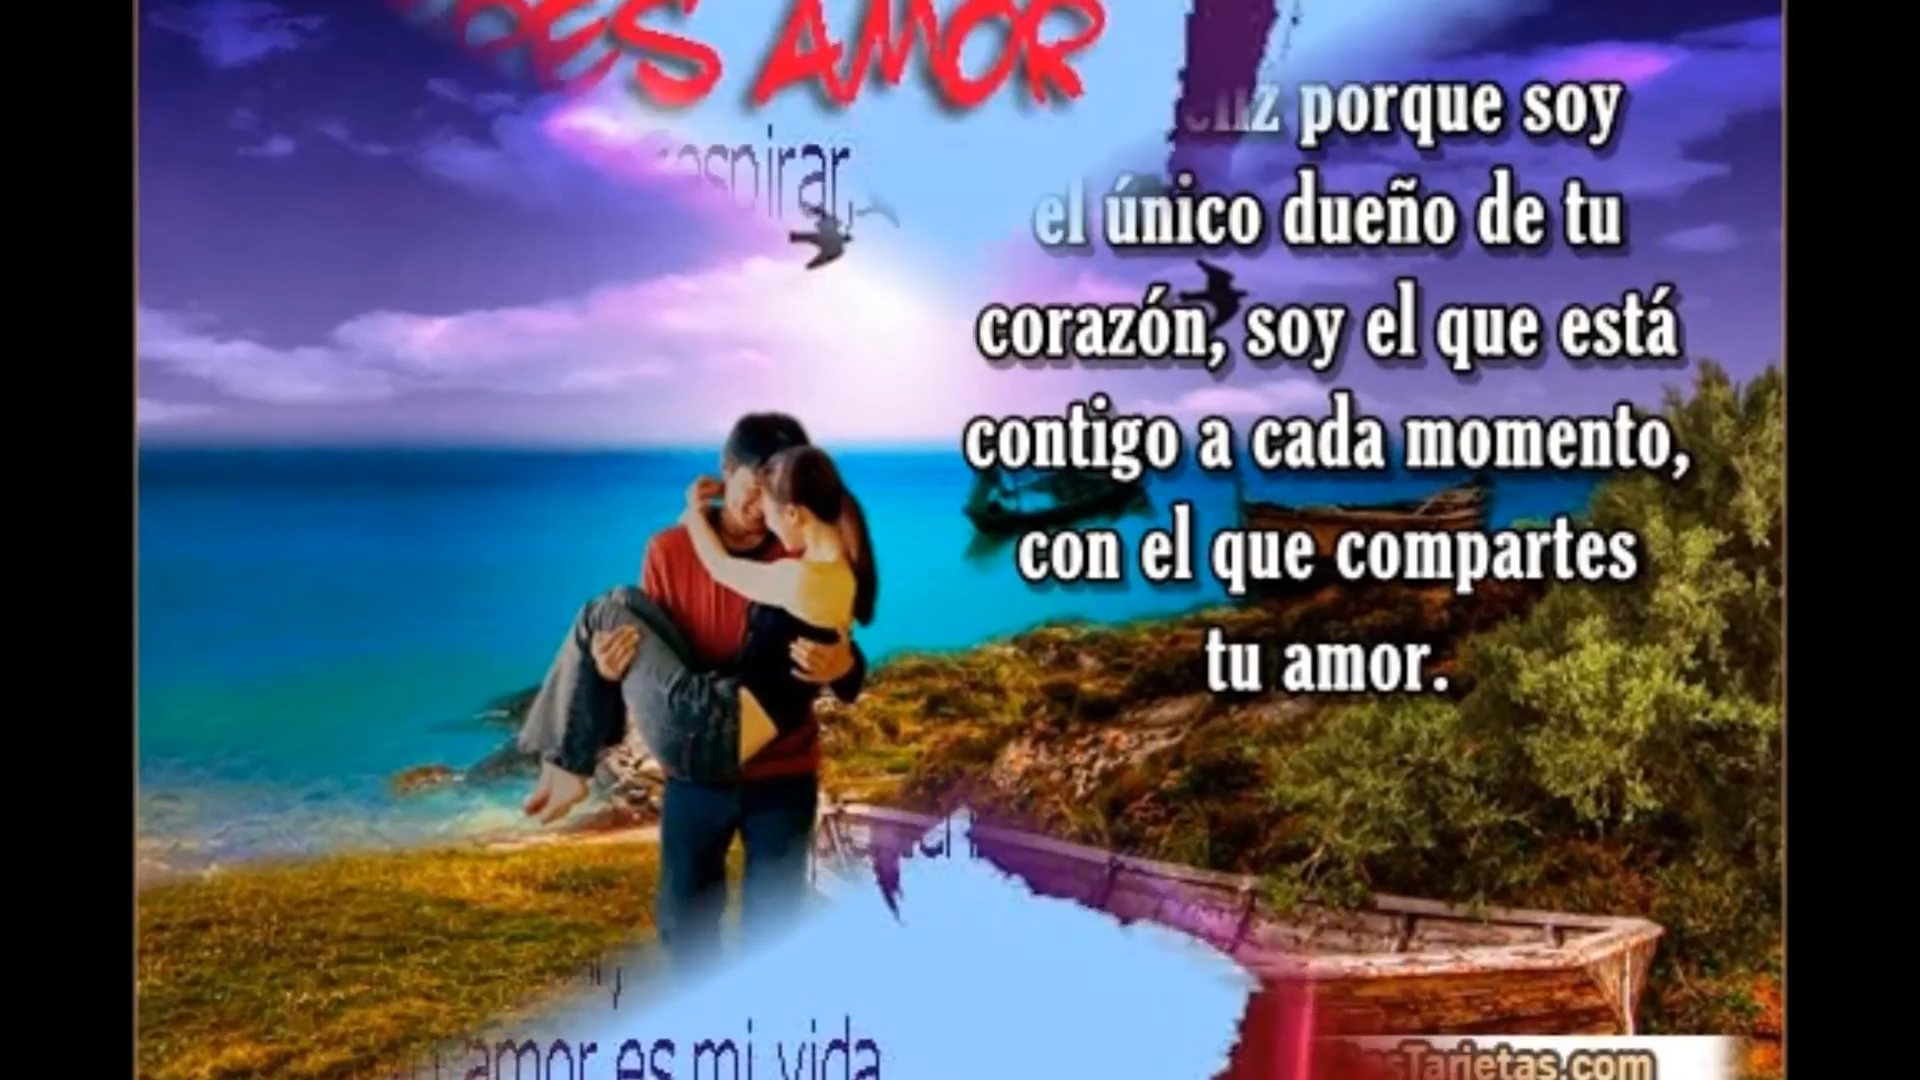 AMOR
respirar,
porque soy
el único dueño de tu
corazón, soy el que está
contigo a cada momento,
con el que compartes
tu amor.
amor es mi vida